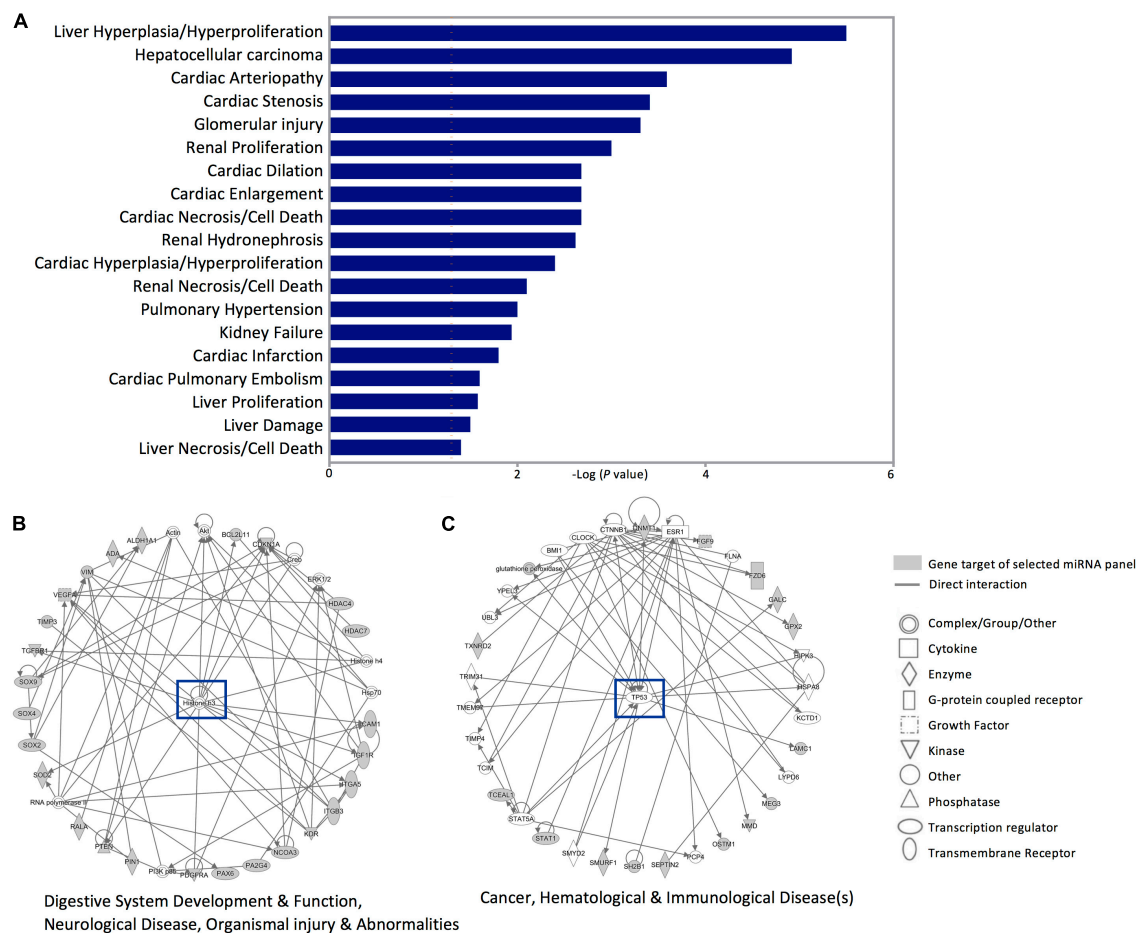 A
Liver Hyperplasia/Hyperproliferation
Hepatocellular carcinoma
Cardiac Arteriopathy
Cardiac Stenosis
Glomerular injury
Renal Proliferation
Cardiac Dilation
Cardiac Enlargement
Cardiac Necrosis/Cell Death
Renal Hydronephrosis
Cardiac Hyperplasia/Hyperproliferation
Renal Necrosis/Cell Death
Pulmonary Hypertension
Kidney Failure
Cardiac Infarction
Cardiac Pulmonary Embolism
Liver Proliferation
Liver Damage
Liver Necrosis/Cell Death
0 2 4 6
-Log (P value)
B
Actin
Akt
BCL2L11
CDKN1A
Creb
ERK1/2
HDAC4
HDAC7
Histone h4
Hsp70
IGF1R
ITGA5
ITGB3
KDR
NCOA3
PA2G4
PAX6
PDGFRA
PI3K p85
PIN1
PTEN
RALA
RNA polymerase II
SOD2
SOX2
SOX4
SOX9
TGFBR1
TIMP3
VEGFA
VIM
ADA
ALDH1A1
Histone h3
Digestive System Development & Function,
Neurological Disease, Organismal injury & Abnormalities
C
CTNNB1
DNMT1
ESR1
FGF9
FLNA
FZD6
GALC
GPX2
HIPK3
HSPA8
KCTD1
LAMC1
LYPD6
MEG3
MMD
OSTM1
PCP4
SEPTIN2
SH2B1
SMURF1
SMYD2
STAT1
STAT5A
TCEAL1
TCIM
TIMP4
TMEM97
TRIM31
TXNRD2
UBL3
YPEL3
glutathione peroxidase
BMI1
CLOCK
TP53
Cancer, Hematological & Immunological Disease(s)
Gene target of selected miRNA panel
Direct interaction
Complex/Group/Other
Cytokine
Enzyme
G-protein coupled receptor
Growth Factor
Kinase
Other
Phosphatase
Transcription regulator
Transmembrane Receptor